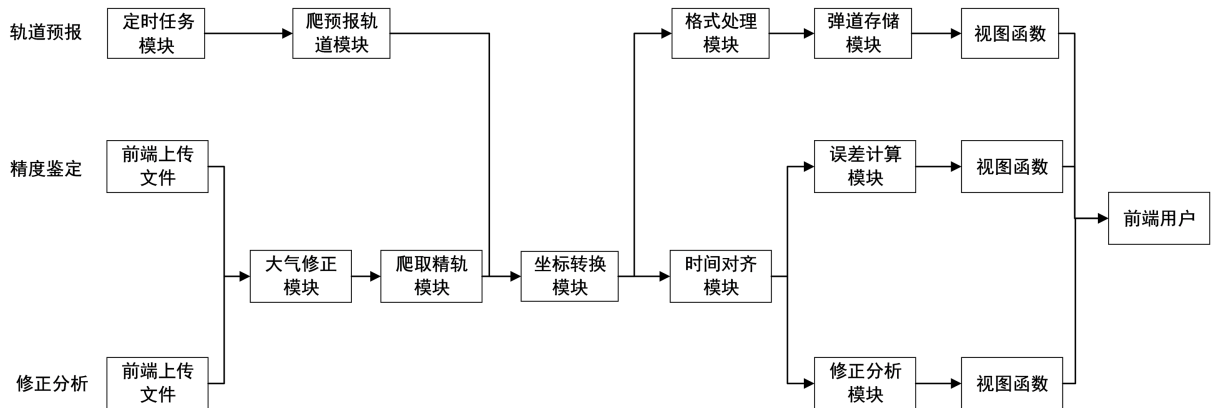 轨道预报
定时任务
模块
爬预报轨
道模块
格式处理
模块
弹道存储
模块
视图函数
精度鉴定
前端上传
文件
误差计算
模块
视图函数
前端用户
大气修正
模块
爬取精轨
模块
坐标转换
模块
时间对齐
模块
修正分析
前端上传
文件
修正分析
模块
视图函数